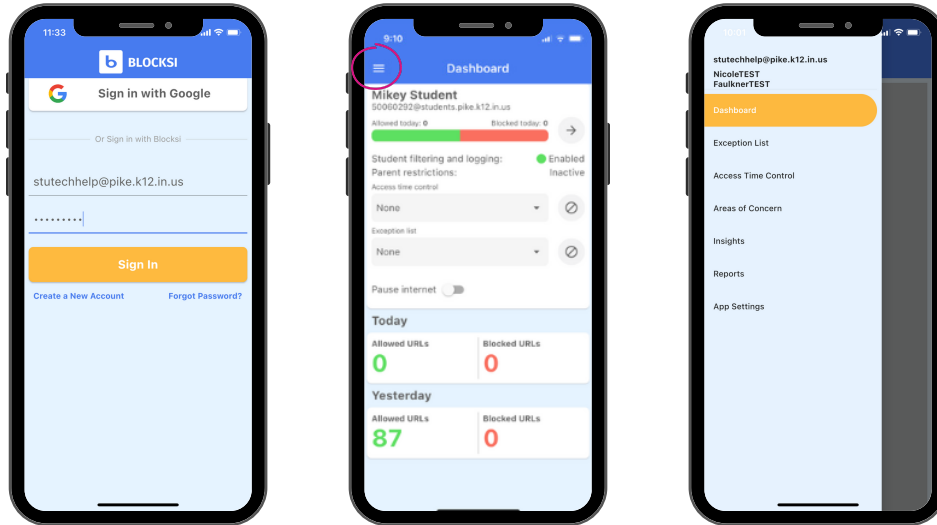 11:33
BLOCKSI
Sign in with Google
Or Sign in with Blocksi
stutechhelp@pike.k12.in.us
Sign In
Create a New Account Forgot Password?
9:10
Dashboard
Mikey Student
50060292@students.pike.k12.in.us
Allowed today: 0 Blocked today: 0
Student filtering and logging: Enabled
Parent restrictions: Inactive
Access time control
None
Exception list
None
Pause internet
Today
Allowed URLs Blocked URLs
0 0
Yesterday
Allowed URLs Blocked URLs
87 0
stutechhelp@pike.k12.in.us
NicoleTEST
FaulknerTEST
Dashboard
Exception List
Access Time Control
Areas of Concern
Insights
Reports
App Settings